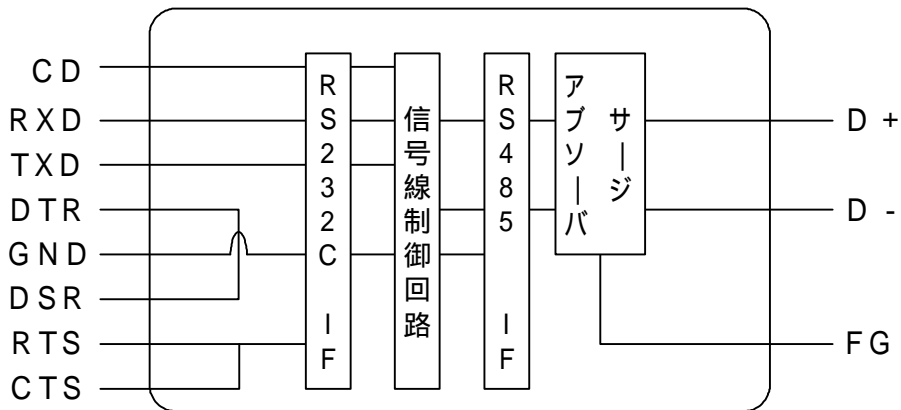 CD
RXD
TXD
DTR
GND
DSR
RTS
CTS
RS232C IF
信号線制御回路
RS485 IF
サージ
アブソーバ
D+
D-
FG